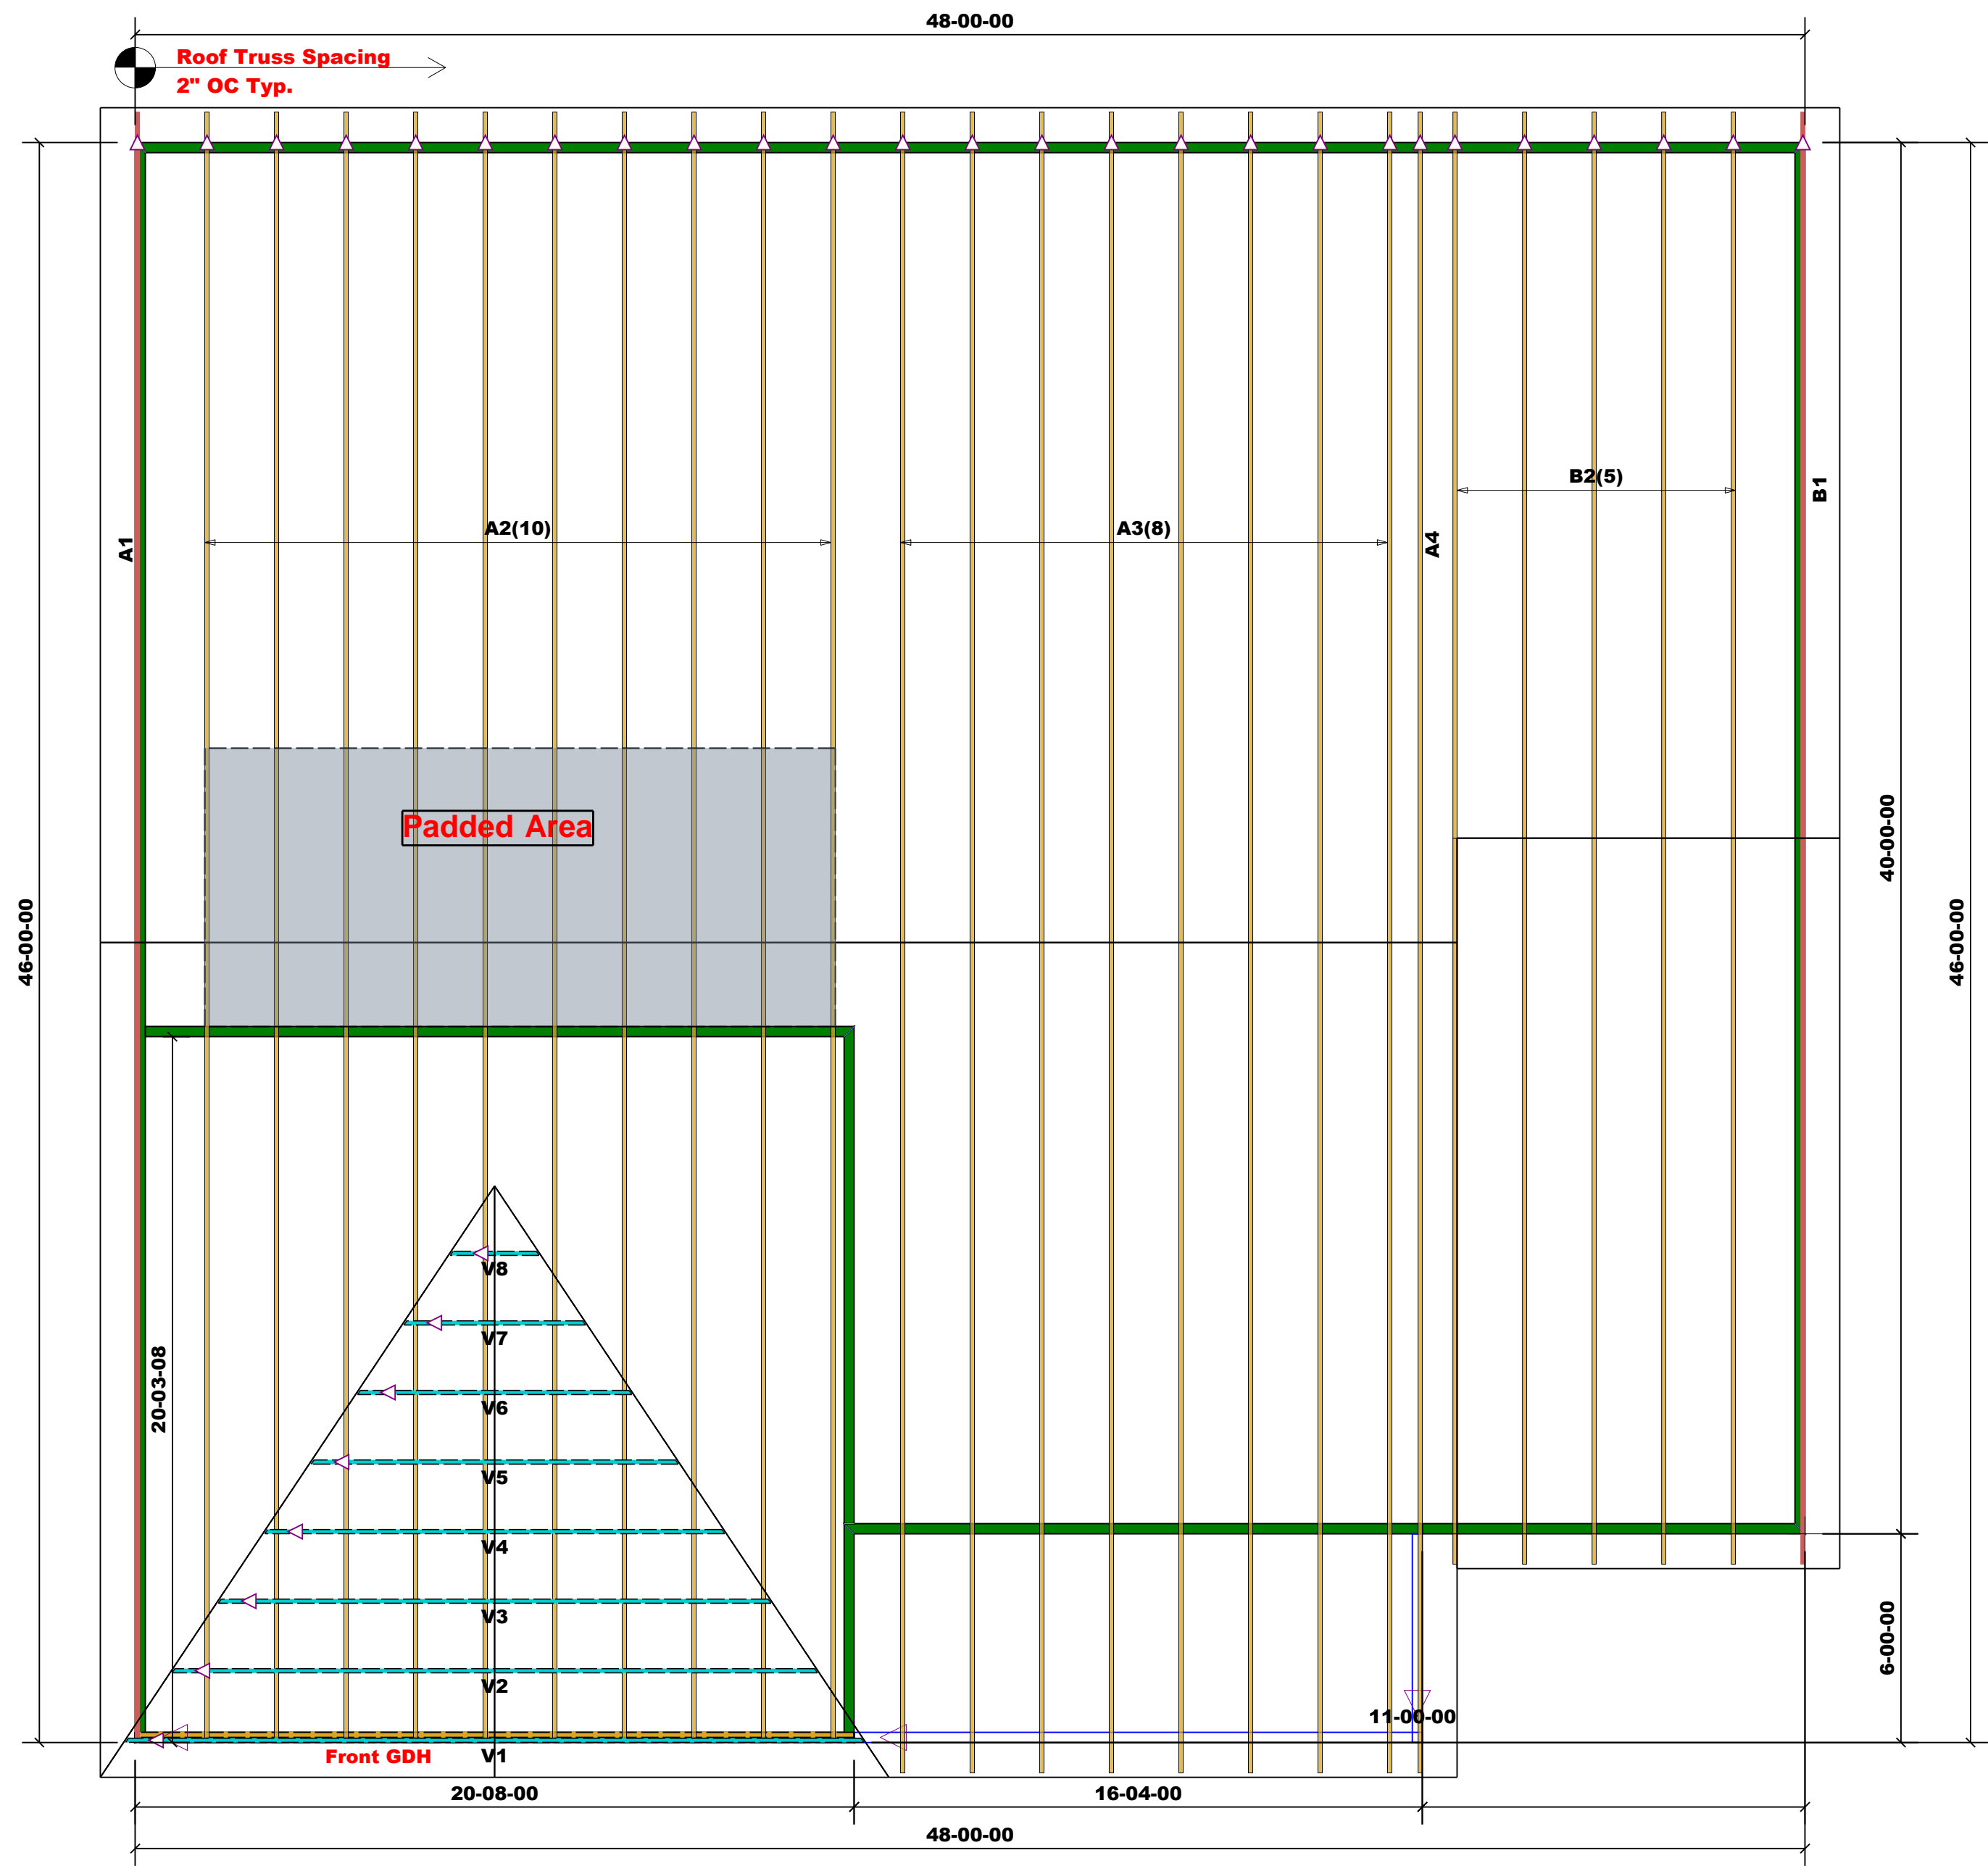 48-00-00
Roof Truss Spacing
2" OC Typ.
B2(5)
B1
A2(10)
A3(8)
A1
A4
Padded Area
40-00-00
46-00-00
46-00-00
V8
V7
20-03-08
V6
V5
V4
V3
6-00-00
V2
11-00-00
Front GDH
V1
20-08-00
16-04-00
48-00-00